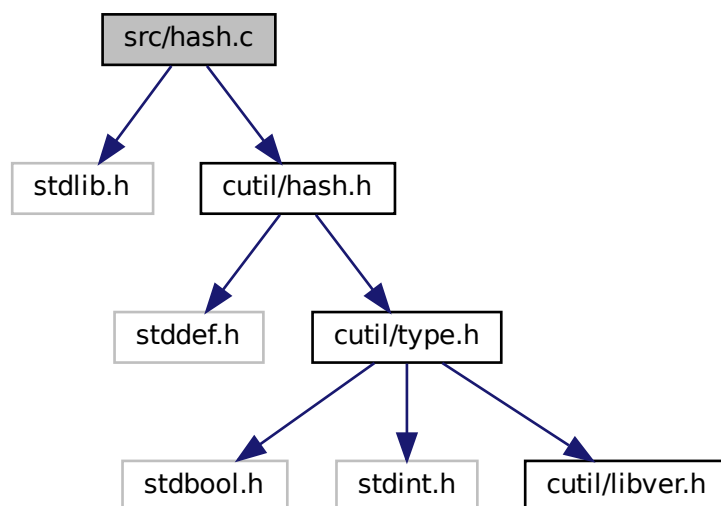 src/hash.c
stdlib.h
cutil/hash.h
stddef.h
cutil/type.h
stdbool.h
stdint.h
cutil/libver.h